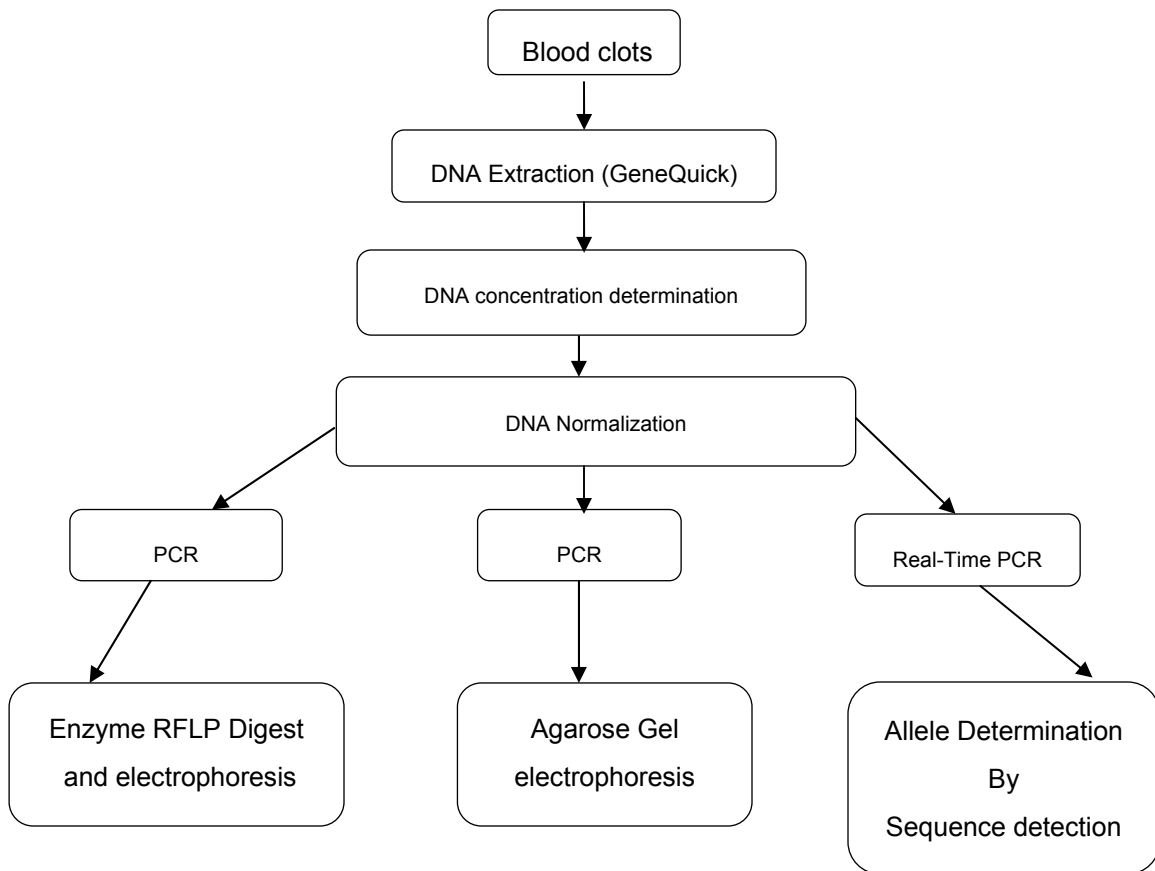 Blood clots
DNA Extraction (GeneQuick)
DNA concentration determination
DNA Normalization
PCR
PCR
Real-Time PCR
Enzyme RFLP Digest
and electrophoresis
Agarose Gel
electrophoresis
Allele Determination
By
Sequence detection